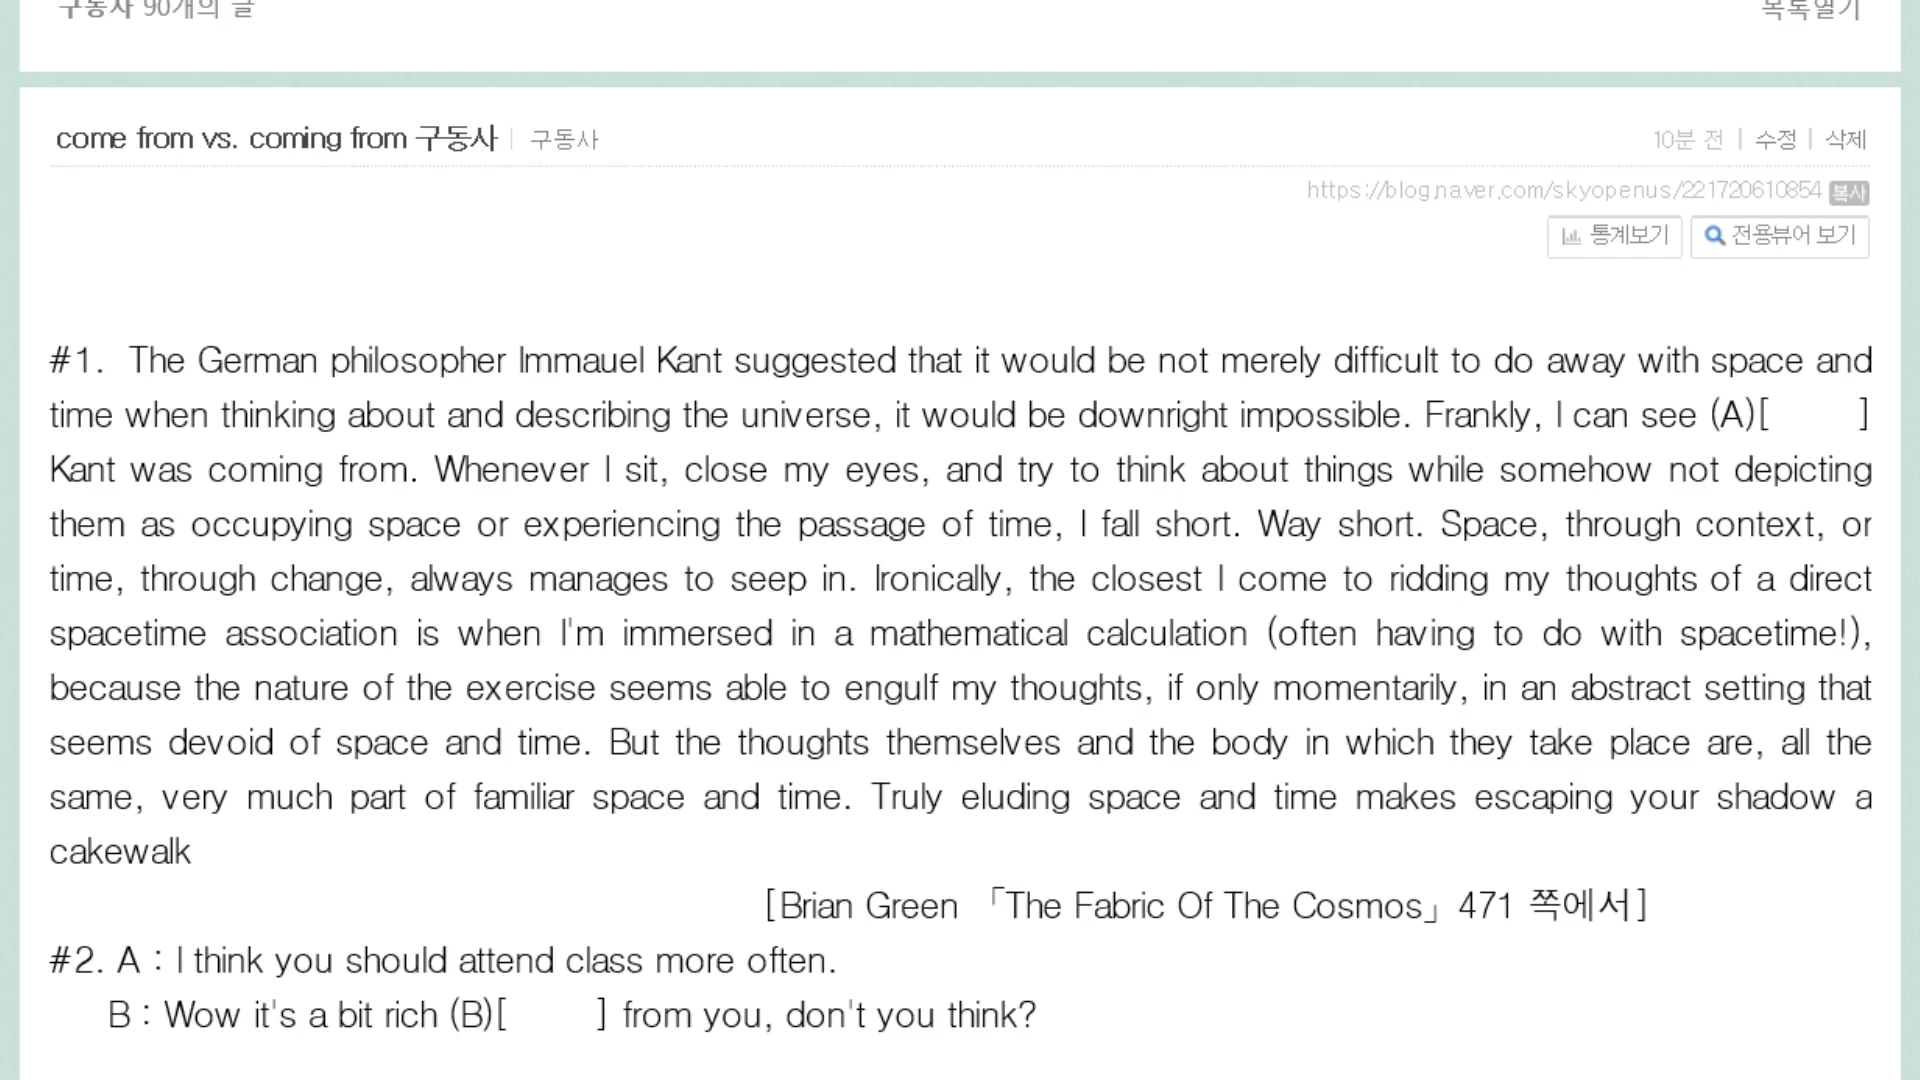 구동사 90개의 글 목록열기
come from vs. coming from 구동사 | 구동사 10분 전 | 수정 | 삭제
https://blog.naver.com/skyopenus/221720610854 복사
통계보기 전용뷰어 보기
#1. The German philosopher Immauel Kant suggested that it would be not merely difficult to do away with space and
time when thinking about and describing the universe, it would be downright impossible. Frankly, I can see (A)[ ]
Kant was coming from. Whenever I sit, close my eyes, and try to think about things while somehow not depicting
them as occupying space or experiencing the passage of time, I fall short. Way short. Space, through context, or
time, through change, always manages to seep in. Ironically, the closest I come to ridding my thoughts of a direct
spacetime association is when I'm immersed in a mathematical calculation (often having to do with spacetime!),
because the nature of the exercise seems able to engulf my thoughts, if only momentarily, in an abstract setting that
seems devoid of space and time. But the thoughts themselves and the body in which they take place are, all the
same, very much part of familiar space and time. Truly eluding space and time makes escaping your shadow a
cakewalk
[Brian Green 「The Fabric Of The Cosmos」 471 쪽에서]
#2. A : I think you should attend class more often.
B : Wow it's a bit rich (B)[ ] from you, don't you think?